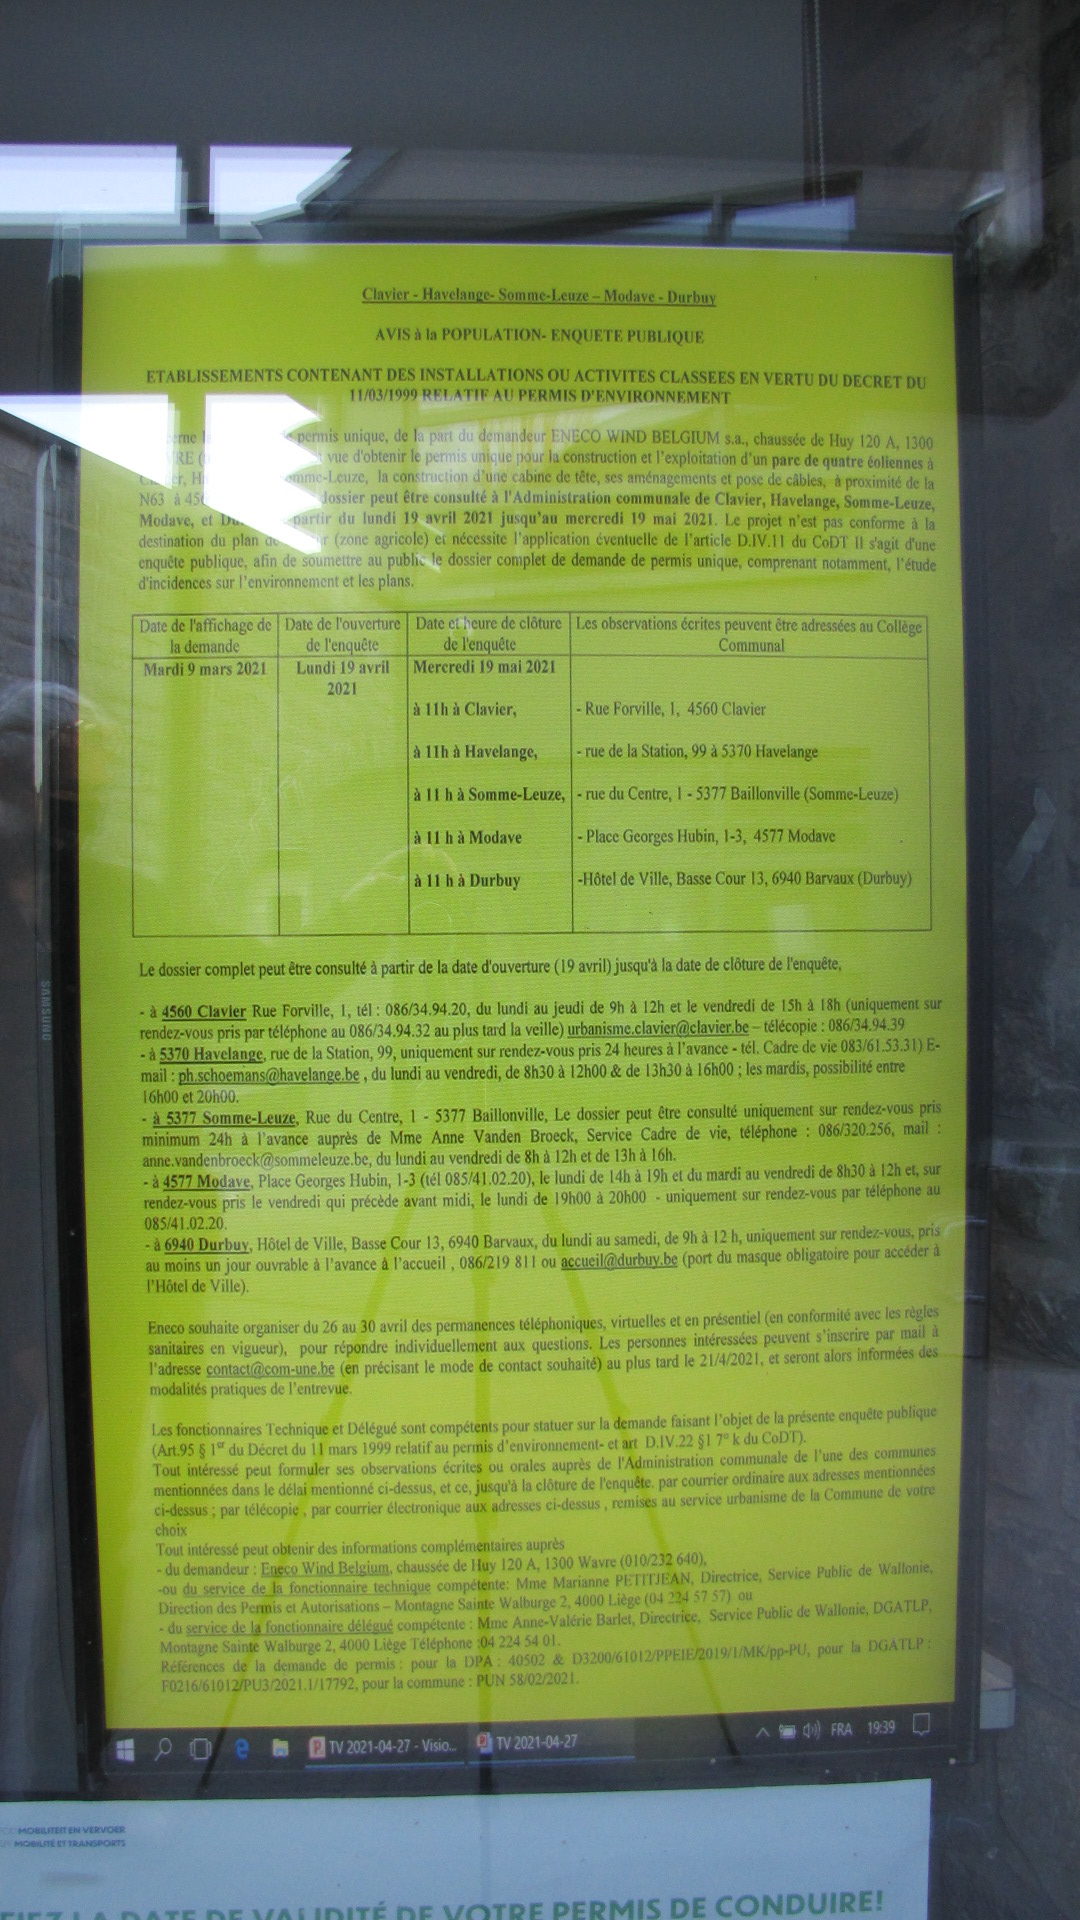 Clavier - Havelange- Somme-Leuze – Modave - Durbuy
AVIS à la POPULATION- ENQUETE PUBLIQUE
ETABLISSEMENTS CONTENANT DES INSTALLATIONS OU ACTIVITES CLASSEES EN VERTU DU DECRET DU
11/03/1999 RELATIF AU PERMIS D'ENVIRONNEMENT
permis unique, de la part du demandeur ENECO WIND BELGIUM s.a., chaussée de Huy 120 A, 1300
vue d'obtenir le permis unique pour la construction et l'exploitation d'un parc de quatre éoliennes à
la construction d'une cabine de tête, ses aménagements et pose de câbles, à proximité de la
N63 à dossier peut être consulté à l'Administration communale de Clavier, Havelange, Somme-Leuze,
Modave, et partir du lundi 19 avril 2021 jusqu'au mercredi 19 mai 2021. Le projet n'est pas conforme à la
destination du plan (zone agricole) et nécessite l'application éventuelle de l'article D.IV.11 du CoDT II s'agit d'une
enquête publique, afin de soumettre au public le dossier complet de demande de permis unique, comprenant notamment, l'étude
d'incidences sur l'environnement et les plans.
Date de l'affichage de la demande
Date de l'ouverture de l'enquête
Date et heure de clôture de l'enquête
Les observations écrites peuvent être adressées au Collège Communal
Mardi 9 mars 2021
Lundi 19 avril 2021
Mercredi 19 mai 2021
à 11h à Clavier,
- Rue Forville, 1, 4560 Clavier
à 11h à Havelange,
- rue de la Station, 99 à 5370 Havelange
à 11 h à Somme-Leuze,
- rue du Centre, 1 - 5377 Baillonville (Somme-Leuze)
à 11 h à Modave
- Place Georges Hubin, 1-3, 4577 Modave
à 11 h à Durbuy
-Hôtel de Ville, Basse Cour 13, 6940 Barvaux (Durbuy)
Le dossier complet peut être consulté à partir de la date d'ouverture (19 avril) jusqu'à la date de clôture de l'enquête,
- à 4560 Clavier Rue Forville, 1, tél : 086/34.94.20, du lundi au jeudi de 9h à 12h et le vendredi de 15h à 18h (uniquement sur
rendez-vous pris par téléphone au 086/34.94.32 au plus tard la veille) urbanisme.clavier@clavier.be – télécopie : 086/34.94.39
- à 5370 Havelange, rue de la Station, 99, uniquement sur rendez-vous pris 24 heures à l'avance - tél. Cadre de vie 083/61.53.31) E-
mail : ph.schoemans@havelange.be , du lundi au vendredi, de 8h30 à 12h00 & de 13h30 à 16h00 ; les mardis, possibilité entre
16h00 et 20h00.
- à 5377 Somme-Leuze, Rue du Centre, 1 - 5377 Baillonville, Le dossier peut être consulté uniquement sur rendez-vous pris
minimum 24h à l'avance auprès de Mme Anne Vanden Broeck, Service Cadre de vie, téléphone : 086/320.256, mail :
anne.vandenbroeck@sommeleuze.be, du lundi au vendredi de 8h à 12h et de 13h à 16h.
- à 4577 Modave, Place Georges Hubin, 1-3 (tél 085/41.02.20), le lundi de 14h à 19h et du mardi au vendredi de 8h30 à 12h et, sur
rendez-vous pris le vendredi qui précède avant midi, le lundi de 19h00 à 20h00 - uniquement sur rendez-vous par téléphone au
085/41.02.20.
- à 6940 Durbuy, Hôtel de Ville, Basse Cour 13, 6940 Barvaux, du lundi au samedi, de 9h à 12 h, uniquement sur rendez-vous, pris
au moins un jour ouvrable à l'avance à l'accueil , 086/219 811 ou accueil@durbuy.be (port du masque obligatoire pour accéder à
l'Hôtel de Ville).
Eneco souhaite organiser du 26 au 30 avril des permanences téléphoniques, virtuelles et en présentiel (en conformité avec les règles
sanitaires en vigueur), pour répondre individuellement aux questions. Les personnes intéressées peuvent s'inscrire par mail à
l'adresse contact@com-une.be (en précisant le mode de contact souhaité) au plus tard le 21/4/2021, et seront alors informées des
modalités pratiques de l'entrevue.
Les fonctionnaires Technique et Délégué sont compétents pour statuer sur la demande faisant l'objet de la présente enquête publique
(Art.95 § 1er du Décret du 11 mars 1999 relatif au permis d'environnement- et art D.IV.22 §1 7° k du CoDT).
Tout intéressé peut formuler ses observations écrites ou orales auprès de l'Administration communale de l'une des communes
mentionnées dans le délai mentionné ci-dessus, et ce, jusqu'à la clôture de l'enquête. par courrier ordinaire aux adresses mentionnées
ci-dessus ; par télécopie , par courrier électronique aux adresses ci-dessus , remises au service urbanisme de la Commune de votre
choix
Tout intéressé peut obtenir des informations complémentaires auprès
- du demandeur : Eneco Wind Belgium, chaussée de Huy 120 A, 1300 Wavre (010/232 640),
-ou du service de la fonctionnaire technique compétente: Mme Marianne PETITJEAN, Directrice, Service Public de Wallonie,
Direction des Permis et Autorisations – Montagne Sainte Walburge 2, 4000 Liège (04 224 57 57) ou
- du service de la fonctionnaire délégué compétente : Mme Anne-Valérie Barlet, Directrice, Service Public de Wallonie, DGATLP,
Montagne Sainte Walburge 2, 4000 Liège Téléphone :04 224 54 01.
Références de la demande de permis : pour la DPA : 40502 & D3200/61012/PPEIE/2019/1/MK/pp-PU, pour la DGATLP :
F0216/61012/PU3/2021.1/17792, pour la commune : PUN 58/02/2021.
TV 2021-04-27 - Visio...
TV 2021-04-27
FRA
19:39
SAMSUNG
MOBILITEIT EN VERVOER
MOBILITÉ ET TRANSPORTS
LA DATE DE VALIDITÉ DE VOTRE PERMIS DE CONDUIRE!